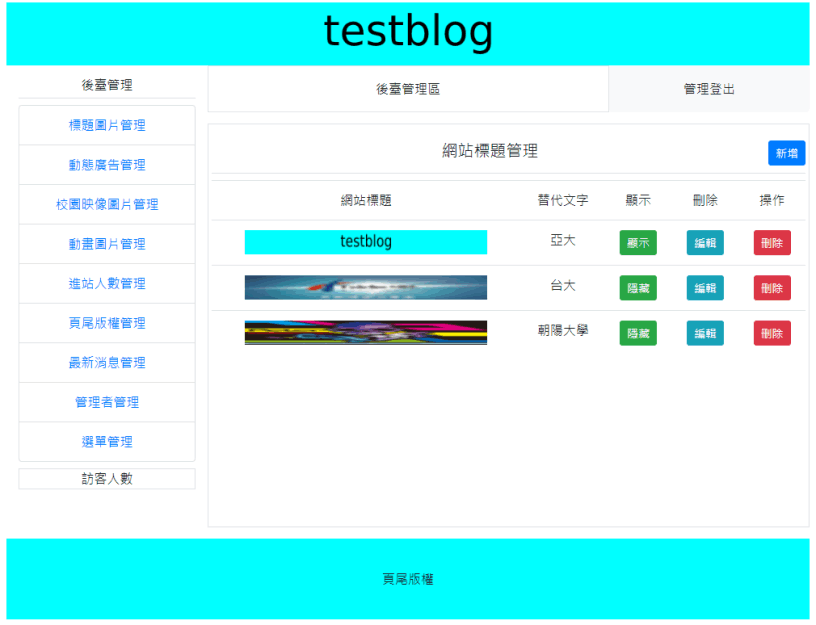 testblog
後臺管理
後臺管理區
管理登出
標題圖片管理
動態廣告管理
校園映像圖片管理
動畫圖片管理
進站人數管理
頁尾版權管理
最新消息管理
管理者管理
選單管理
訪客人數
網站標題管理
新增
網站標題 替代文字 顯示 刪除 操作
testblog 亞大 顯示 編輯 刪除
台大 隱藏 編輯 刪除
朝陽大學 隱藏 編輯 刪除
頁尾版權